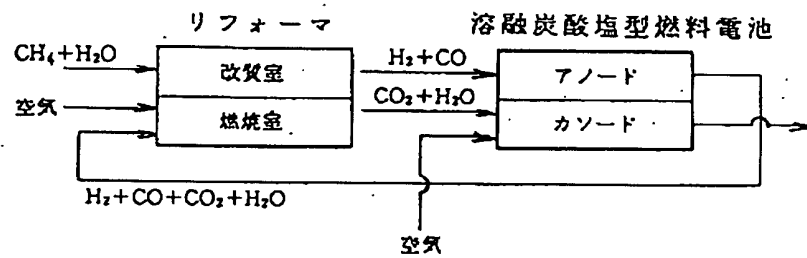 リフォーマ
溶融炭酸塩型燃料電池
CH₄+H₂O
改質室
H₂+CO
アノード
空気
燃焼室
CO₂+H₂O
カソード
H₂+CO+CO₂+H₂O
空気